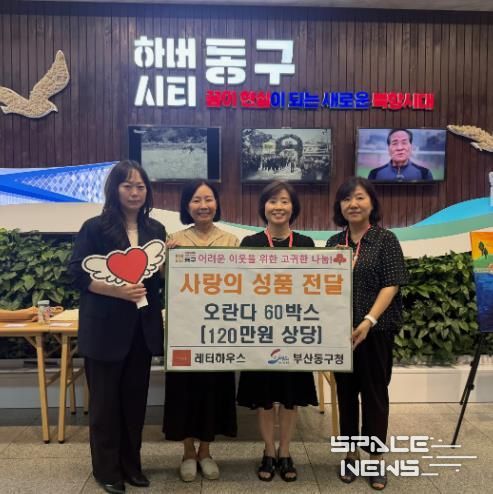 하버
시티
동구
꿈이 현실이 되는 새로운 북항시대
어려운 이웃을 위한 고귀한 나눔!
사랑의 성품 전달
오란다 60박스
[120만원 상당]
레터하우스 부산동구청
SPACE
NEWS